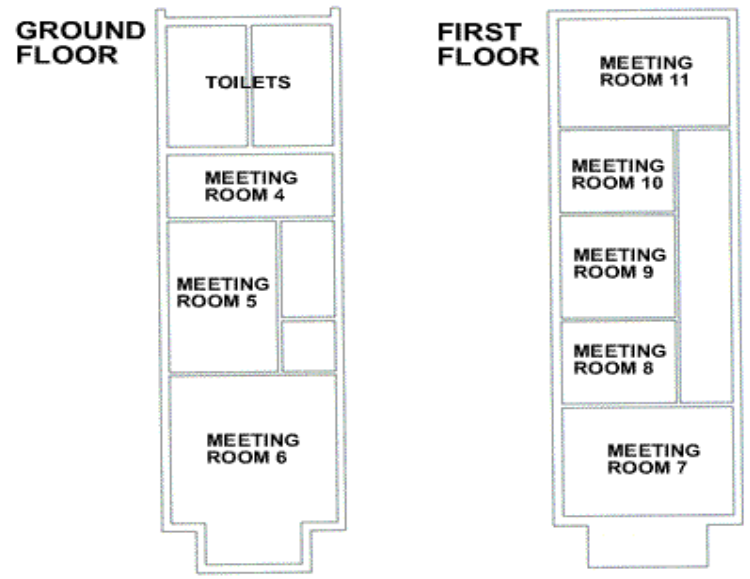 GROUND
FLOOR
TOILETS
MEETING
ROOM 4
MEETING
ROOM 5
MEETING
ROOM 6
FIRST
FLOOR
MEETING
ROOM 11
MEETING
ROOM 10
MEETING
ROOM 9
MEETING
ROOM 8
MEETING
ROOM 7